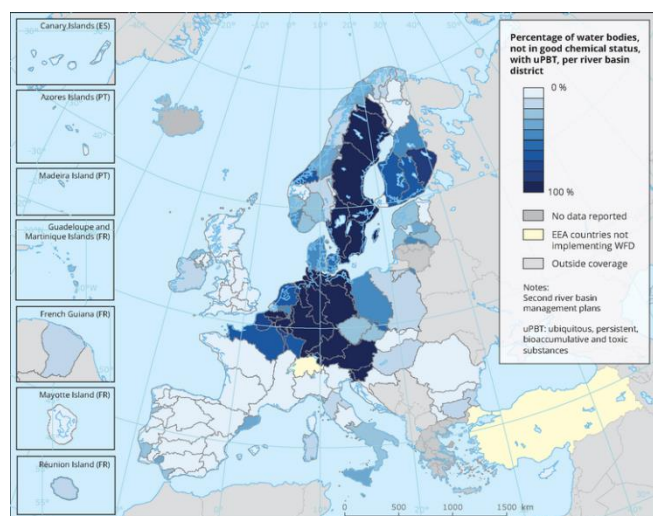 Canary Islands (ES)
Azores Islands (PT)
Madeira Island (PT)
Guadeloupe and
Martinique Islands (FR)
French Guiana (FR)
Mayotte Island (FR)
Reunion Island (FR)
Percentage of water bodies,
not in good chemical status,
with uPBT, per river basin
district
0 %
100 %
No data reported
EEA countries not
implementing WFD
Outside coverage
Notes:
Second river basin
management plans
uPBT: ubiquitous, persistent,
bioaccumulative and toxic
substances
0 500 1000 1500 km